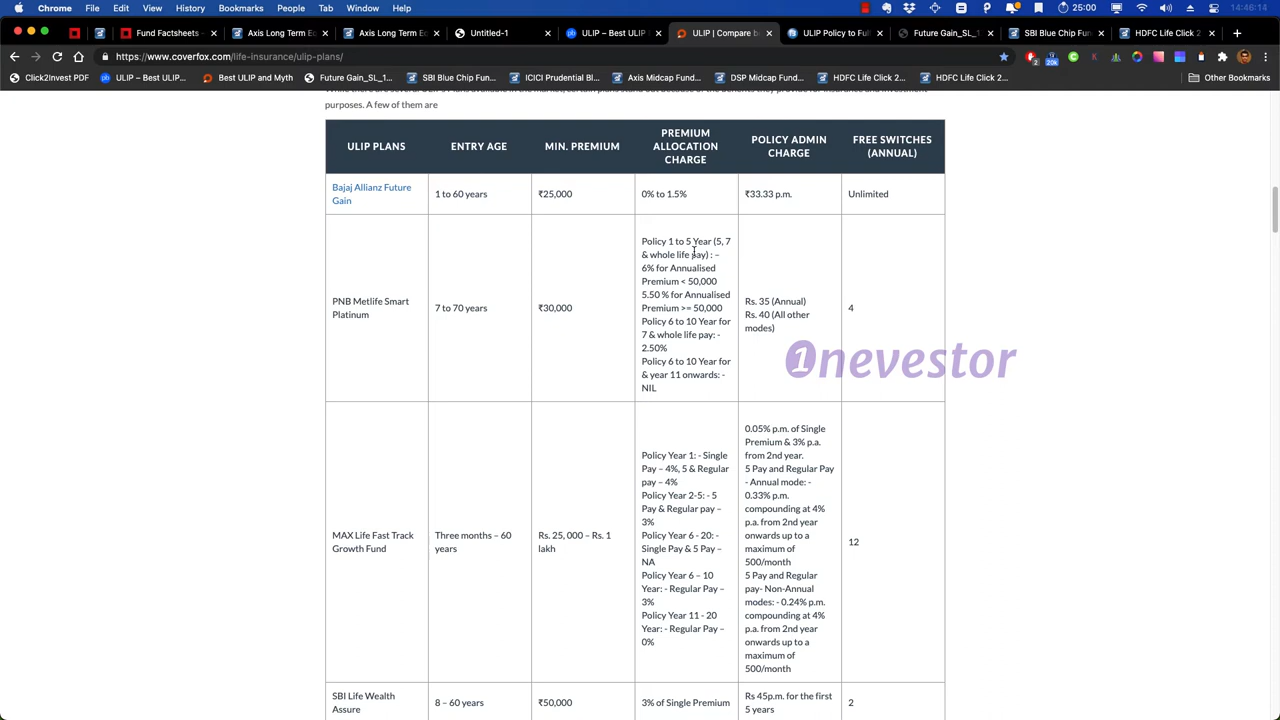 Window Bookmarks Profiles Tab Window Help
25:00
14:46:14
Fund Factsheets -
Axis Long Term Ec
Axis Long Term Ec
Untitled-1
ULIP – Best ULIP
ULIP | Compare b
ULIP Policy to Fulf
Future Gain_SL_1
SBI Blue Chip Fun
HDFC Life Click 2
https://www.coverfox.com/life-insurance/ulip-plans/
2
20k
Click2Invest PDF
ULIP – Best ULIP...
Best ULIP and MF
Future Gain_SL_1...
SBI Blue Chip Fun...
ICICI Prudential Bl...
Axis Midcap Fund...
DSP Midcap Fund...
HDFC Life Click 2...
HDFC Life Click 2...
Other Bookmarks
purposes. A few of them are
ULIP PLANS
ENTRY AGE
MIN. PREMIUM
PREMIUM
ALLOCATION
CHARGE
POLICY ADMIN
CHARGE
FREE SWITCHES
(ANNUAL)
Bajaj Allianz Future
Gain
1 to 60 years
₹25,000
0% to 1.5%
₹33.33 p.m.
Unlimited
PNB Metlife Smart
Platinum
7 to 70 years
₹30,000
Policy 1 to 5 Year (5, 7
& whole life pay) : –
6% for Annualised
Premium < 50,000
5.50 % for Annualised
Premium >= 50,000
Policy 6 to 10 Year for
7 & whole life pay: -
2.50%
Policy 6 to 10 Year for
& year 11 onwards: -
NIL
Rs. 35 (Annual)
Rs. 40 (All other
modes)
4
1nevestor
MAX Life Fast Track
Growth Fund
Three months – 60
years
Rs. 25, 000 – Rs. 1
lakh
Policy Year 1: - Single
Pay – 4%, 5 & Regular
pay – 4%
Policy Year 2-5: - 5
Pay & Regular pay –
3%
Policy Year 6 - 20: -
Single Pay & 5 Pay –
NA
Policy Year 6 – 10
Year: - Regular Pay –
3%
Policy Year 11 - 20
Year: - Regular Pay –
0%
0.05% p.m. of Single
Premium & 3% p.a.
from 2nd year.
5 Pay and Regular Pay
- Annual mode: -
0.33% p.m.
compounding at 4%
p.a. from 2nd year
onwards up to a
maximum of
500/month
5 Pay and Regular
pay- Non-Annual
modes: - 0.24% p.m.
compounding at 4%
p.a. from 2nd year
onwards up to a
maximum of
500/month
12
SBI Life Wealth
Assure
8 – 60 years
₹50,000
3% of Single Premium
Rs 45p.m. for the first
5 years
2